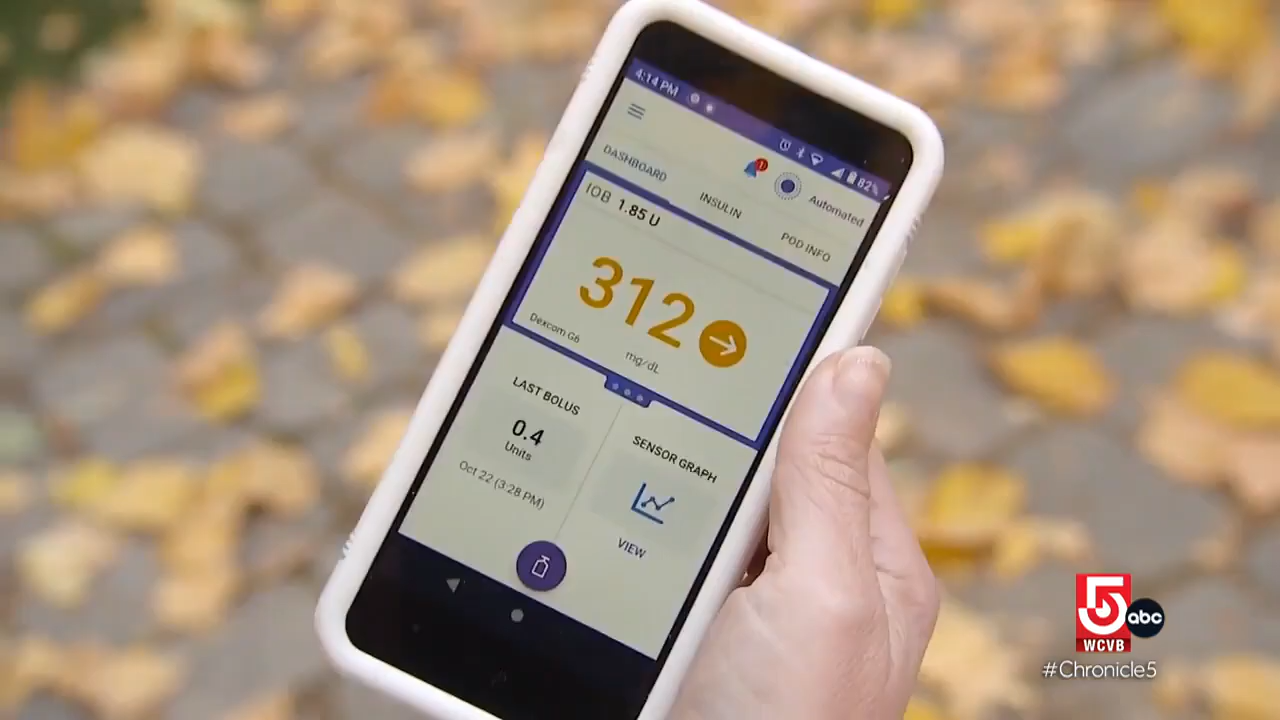 4:14 PM
82%
1
Automated
DASHBOARD
INSULIN
POD INFO
IOB 1.85 U
312
Dexcom G6
mg/dL
LAST BOLUS
0.4
Units
Oct 22 (3:28 PM)
SENSOR GRAPH
VIEW
5
abc
WCVB
#Chronicle5